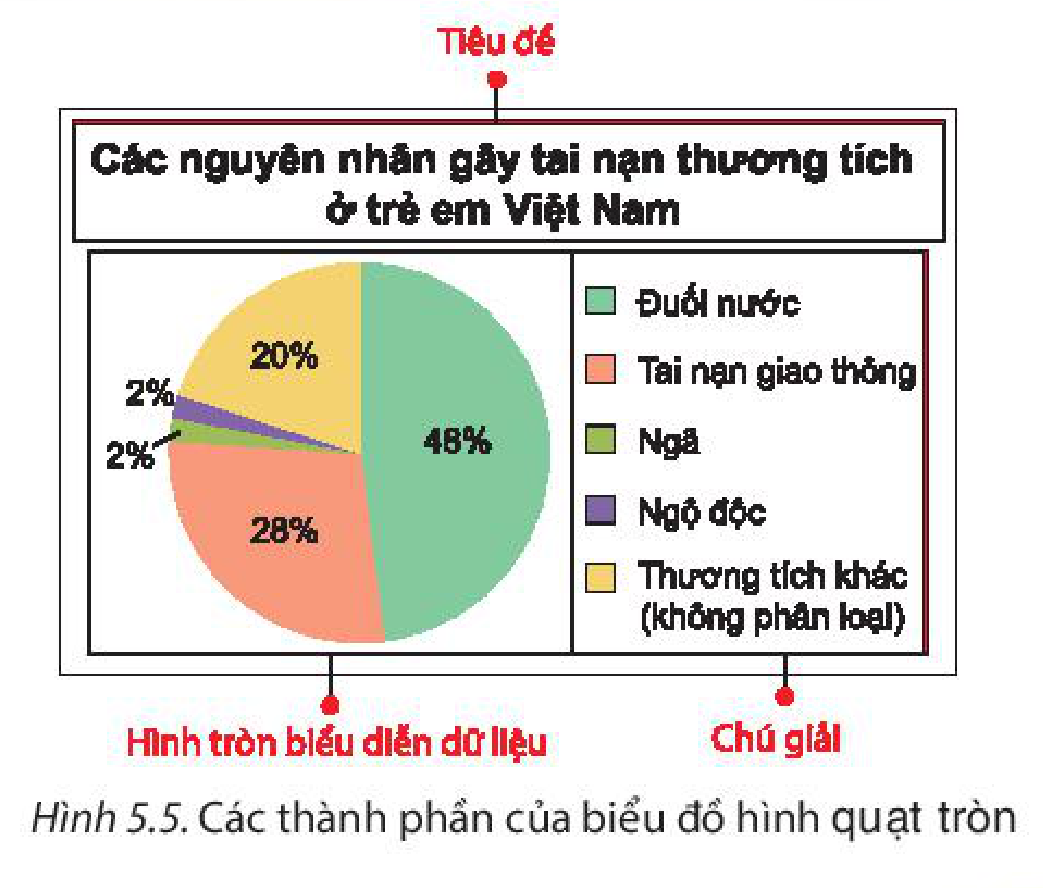 Tiêu đề
Các nguyên nhân gây tai nạn thương tích
ở trẻ em Việt Nam
20%
2%
2%
48%
28%
Đuối nước
Tai nạn giao thông
Ngã
Ngộ độc
Thương tích khác
(không phân loại)
Hình tròn biểu diễn dữ liệu
Chú giải
Hình 5.5. Các thành phần của biểu đồ hình quạt tròn